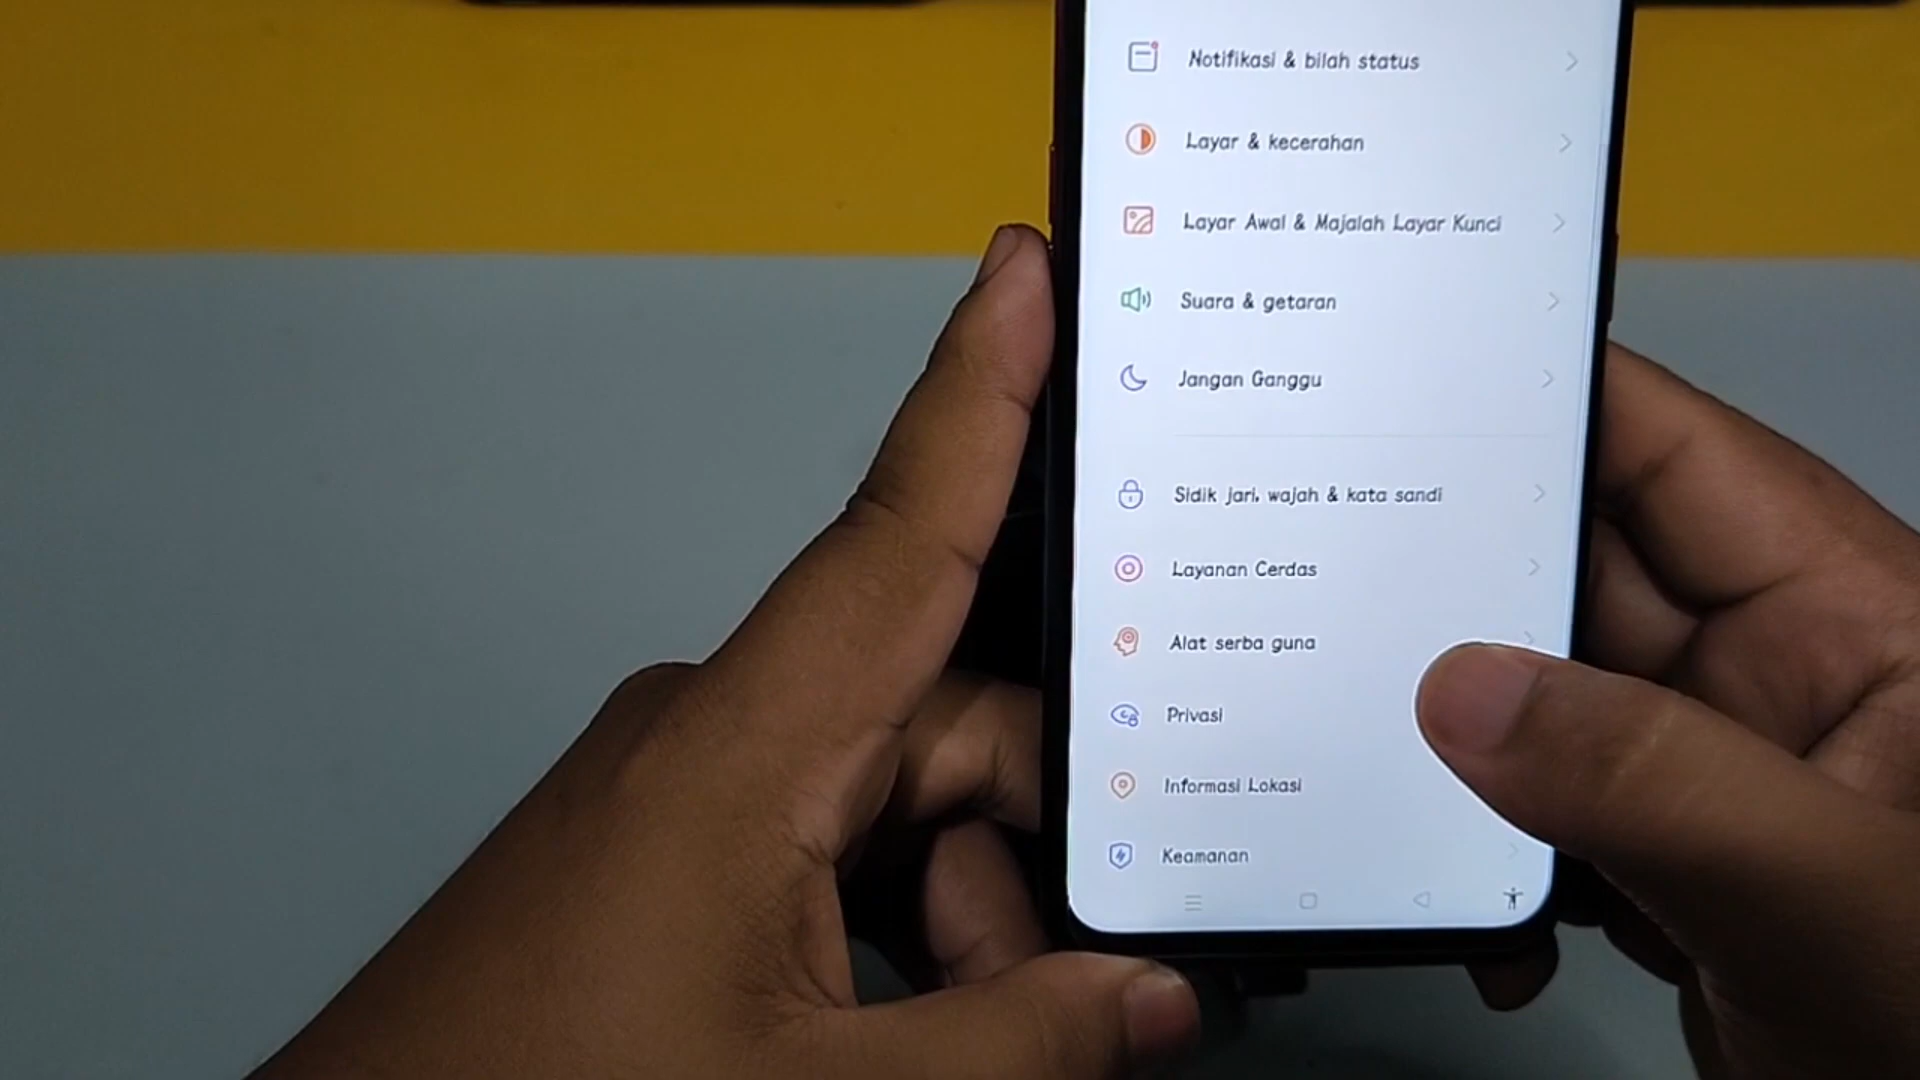 Notifikasi & bilah status
Layar & kecerahan
Layar Awal & Majalah Layar Kunci
Suara & getaran
Jangan Ganggu
Sidik jari, wajah & kata sandi
Layanan Cerdas
Alat serba guna
Privasi
Informasi Lokasi
Keamanan